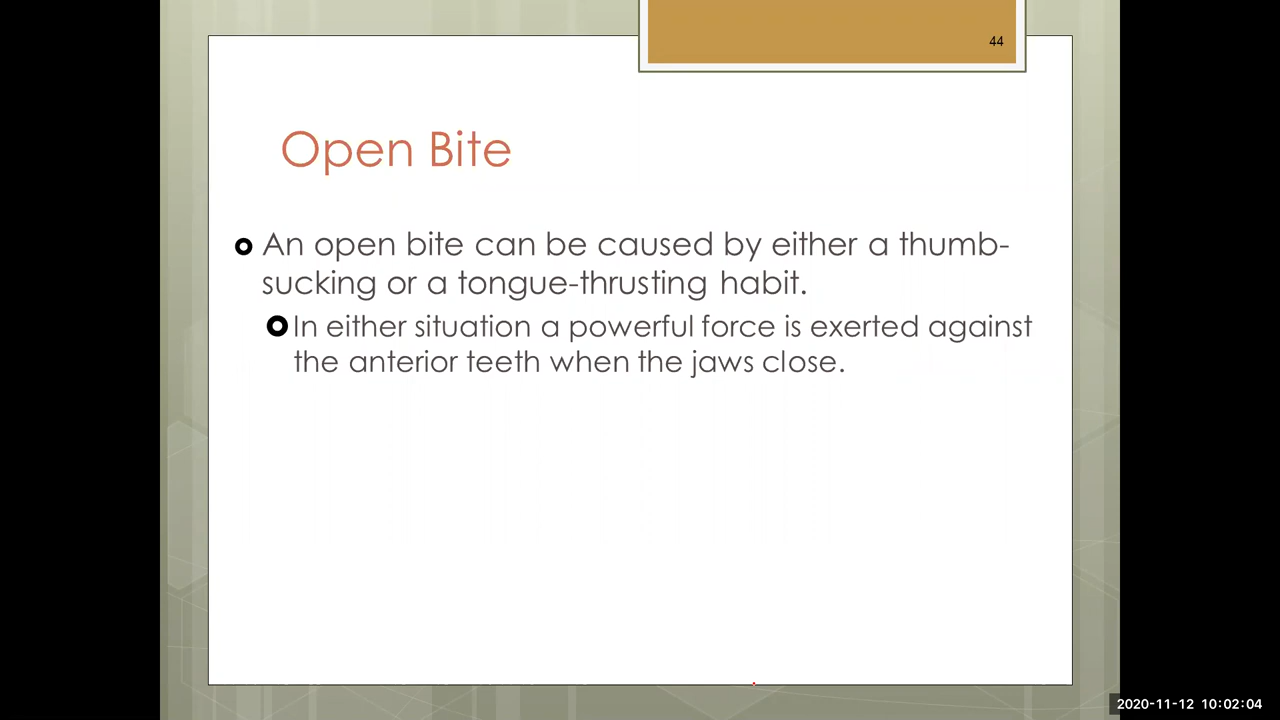 44
Open Bite
An open bite can be caused by either a thumb-
sucking or a tongue-thrusting habit.
In either situation a powerful force is exerted against
the anterior teeth when the jaws close.
2020-11-12 10:02:04